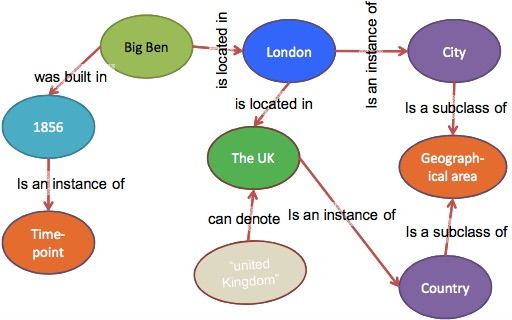 Big Ben
is located in
London
Is an instance of
City
was built in
is located in
Is a subclass of
1856
The UK
Geograph-
ical area
Is an instance of
can denote
Is an instance of
Is a subclass of
Time-
point
"united
Kingdom"
Country